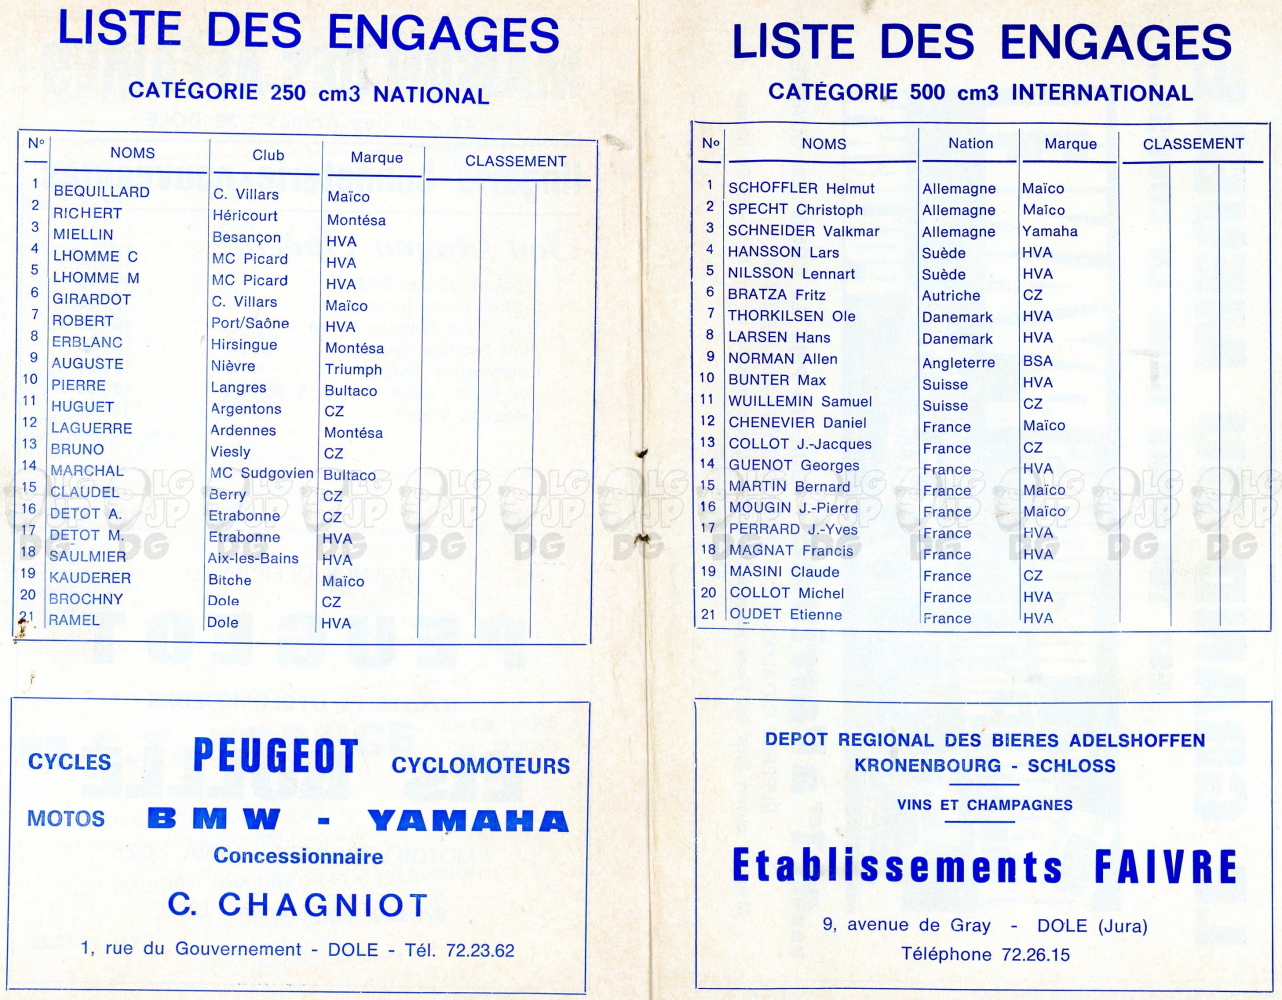 LISTE DES ENGAGES
CATÉGORIE 250 cm3 NATIONAL
Nº NOMS Club Marque CLASSEMENT
1 BEQUILLARD C. Villars Maïco
2 RICHERT Héricourt Montésa
3 MIELLIN Besançon HVA
4 LHOMME C MC Picard HVA
5 LHOMME M MC Picard HVA
6 GIRARDOT C. Villars Maïco
7 ROBERT Port/Saône HVA
8 ERBLANC Hirsingue Montésa
9 AUGUSTE Nièvre Triumph
10 PIERRE Langres Bultaco
11 HUGUET Argentons CZ
12 LAGUERRE Ardennes Montésa
13 BRUNO Viesly CZ
14 MARCHAL MC Sudgovien Bultaco
15 CLAUDEL Berry CZ
16 DETOT A. Etrabonne CZ
17 DETOT M. Etrabonne HVA
18 SAULMIER Aix-les-Bains HVA
19 KAUDERER Bitche Maïco
20 BROCHNY Dole CZ
21 RAMEL Dole HVA
CYCLES PEUGEOT CYCLOMOTEURS
MOTOS BMW - YAMAHA
Concessionnaire
C. CHAGNIOT
1, rue du Gouvernement - DOLE - Tél. 72.23.62
LISTE DES ENGAGES
CATÉGORIE 500 cm3 INTERNATIONAL
Nº NOMS Nation Marque CLASSEMENT
1 SCHOFFLER Helmut Allemagne Maïco
2 SPECHT Christoph Allemagne Maïco
3 SCHNEIDER Valkmar Allemagne Yamaha
4 HANSSON Lars Suède HVA
5 NILSSON Lennart Suède HVA
6 BRATZA Fritz Autriche CZ
7 THORKILSEN Ole Danemark HVA
8 LARSEN Hans Danemark HVA
9 NORMAN Allen Angleterre BSA
10 BUNTER Max Suisse HVA
11 WUILLEMIN Samuel Suisse CZ
12 CHENEVIER Daniel France Maïco
13 COLLOT J.-Jacques France CZ
14 GUENOT Georges France HVA
15 MARTIN Bernard France Maïco
16 MOUGIN J.-Pierre France Maïco
17 PERRARD J.-Yves France HVA
18 MAGNAT Francis France HVA
19 MASINI Claude France CZ
20 COLLOT Michel France HVA
21 OUDET Etienne France HVA
DEPOT REGIONAL DES BIERES ADELSHOFFEN
KRONENBOURG - SCHLOSS
VINS ET CHAMPAGNES
Etablissements FAIVRE
9, avenue de Gray - DOLE (Jura)
Téléphone 72.26.15
LG JP DG